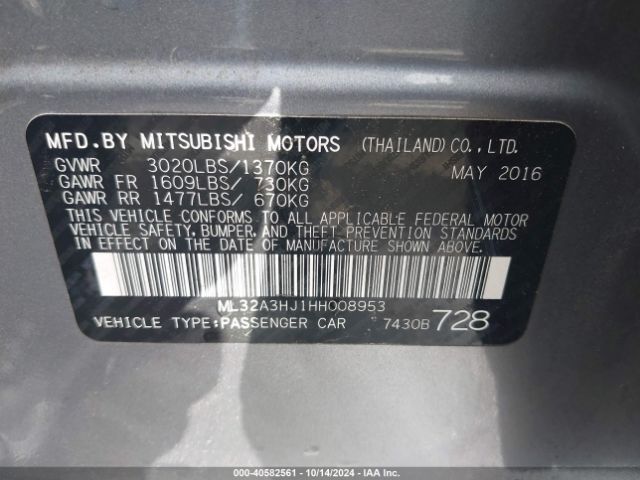 MFD.BY MITSUBISHI MOTORS (THAILAND) CO., LTD.
GVWR 3020LBS/1370KG MAY 2016
GAWR FR 1609LBS/ 730KG
GAWR RR 1477LBS/ 670KG
THIS VEHICLE CONFORMS TO ALL APPLICABLE FEDERAL MOTOR
VEHICLE SAFETY, BUMPER, AND THEFT PREVENTION STANDARDS
IN EFFECT ON THE DATE OF MANUFACTURE SHOWN ABOVE.
ML32A3HJ1HH008953
VEHICLE TYPE:PASSENGER CAR 7430B 728
000-40582561 - 10/14/2024 - IAA Inc.